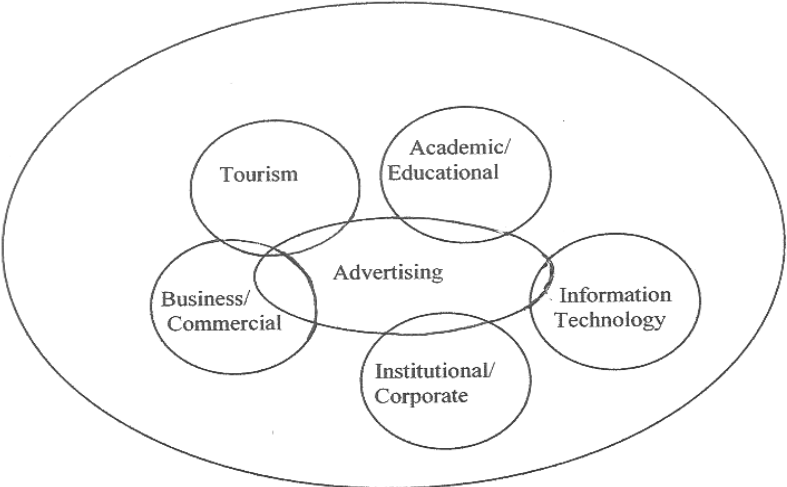 Tourism
Academic/
Educational
Advertising
Business/
Commercial
Information
Technology
Institutional/
Corporate